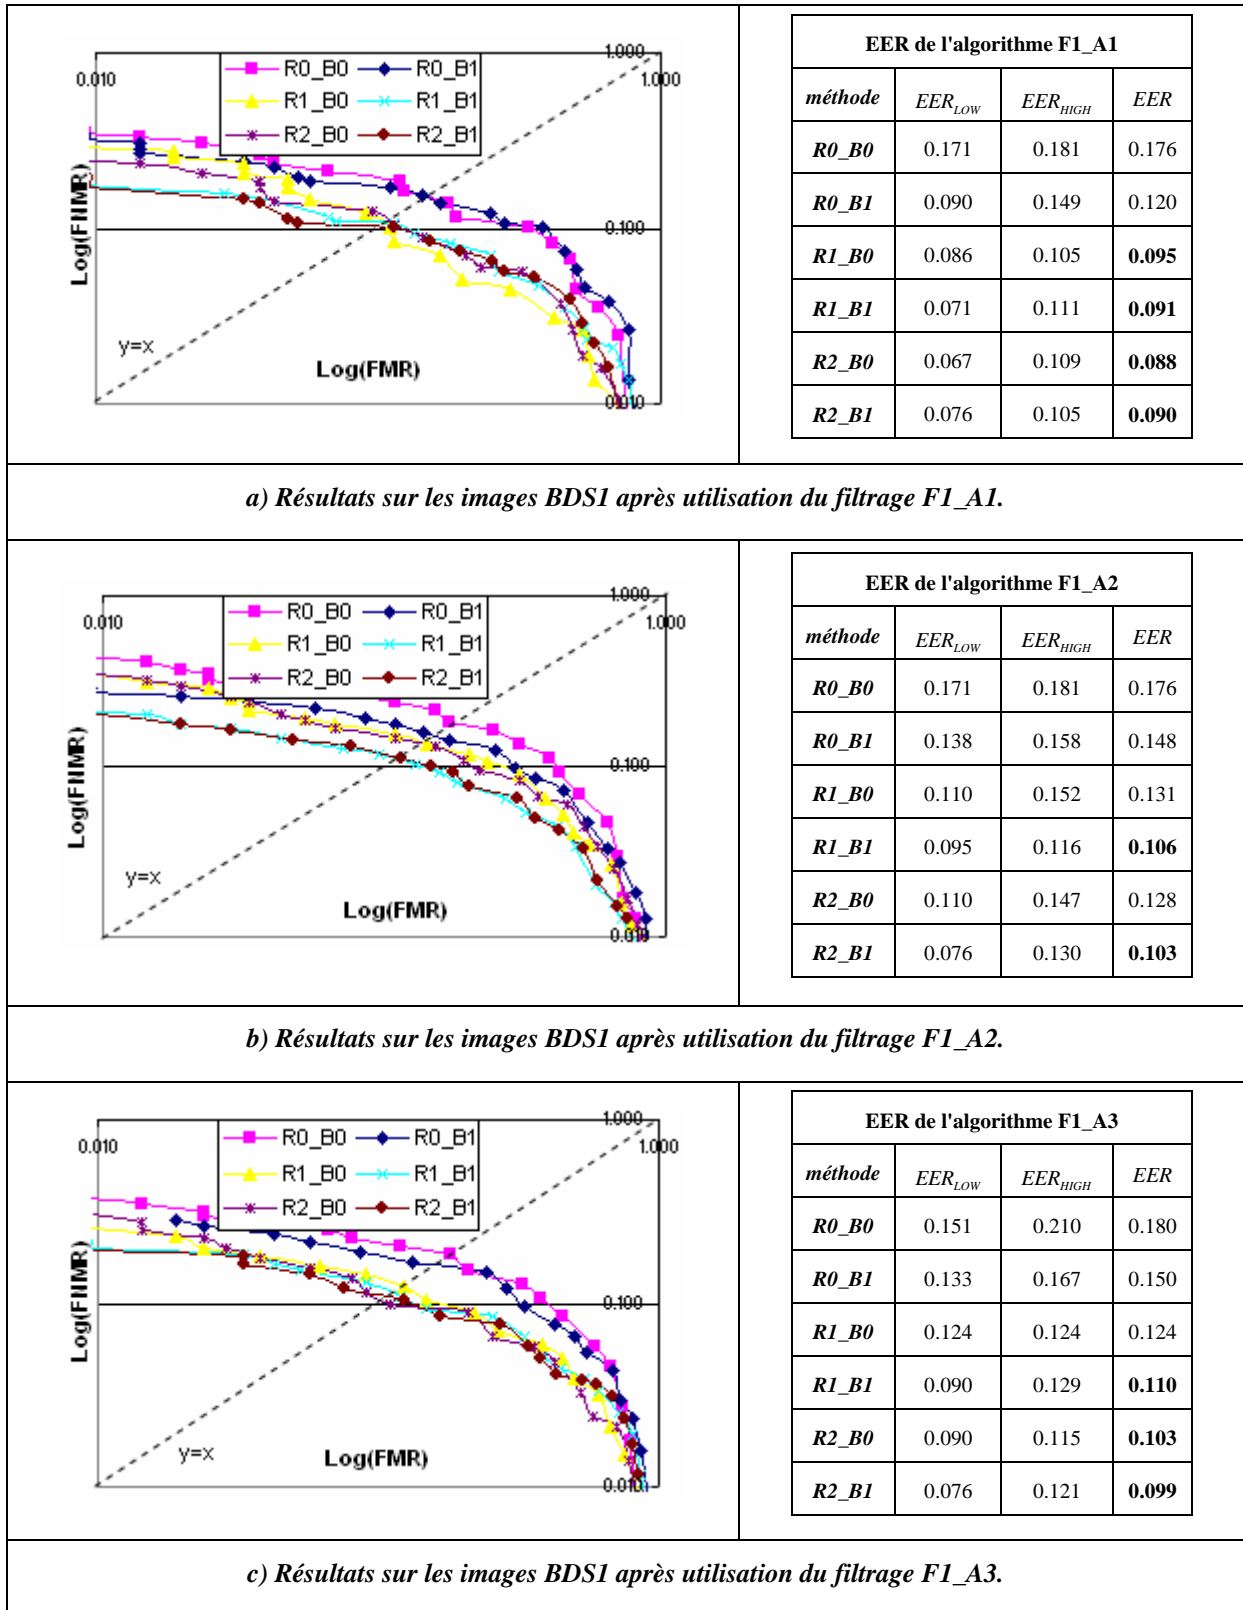 1.000
0.010
1.000
R0_B0 R0_B1
R1_B0 R1_B1
R2_B0 R2_B1
Log(FNMR)
0.100
y=x
Log(FMR)
0.010
EER de l'algorithme F1_A1
méthode EER_LOW EER_HIGH EER
R0_B0 0.171 0.181 0.176
R0_B1 0.090 0.149 0.120
R1_B0 0.086 0.105 0.095
R1_B1 0.071 0.111 0.091
R2_B0 0.067 0.109 0.088
R2_B1 0.076 0.105 0.090
a) Résultats sur les images BDS1 après utilisation du filtrage F1_A1.
1.000
0.010
1.000
R0_B0 R0_B1
R1_B0 R1_B1
R2_B0 R2_B1
Log(FNMR)
0.100
y=x
Log(FMR)
0.010
EER de l'algorithme F1_A2
méthode EER_LOW EER_HIGH EER
R0_B0 0.171 0.181 0.176
R0_B1 0.138 0.158 0.148
R1_B0 0.110 0.152 0.131
R1_B1 0.095 0.116 0.106
R2_B0 0.110 0.147 0.128
R2_B1 0.076 0.130 0.103
b) Résultats sur les images BDS1 après utilisation du filtrage F1_A2.
1.000
0.010
1.000
R0_B0 R0_B1
R1_B0 R1_B1
R2_B0 R2_B1
Log(FNMR)
0.100
y=x
Log(FMR)
0.010
EER de l'algorithme F1_A3
méthode EER_LOW EER_HIGH EER
R0_B0 0.151 0.210 0.180
R0_B1 0.133 0.167 0.150
R1_B0 0.124 0.124 0.124
R1_B1 0.090 0.129 0.110
R2_B0 0.090 0.115 0.103
R2_B1 0.076 0.121 0.099
c) Résultats sur les images BDS1 après utilisation du filtrage F1_A3.